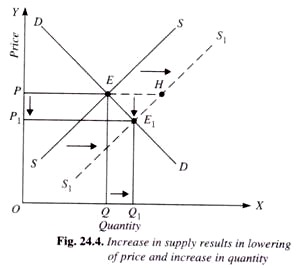 Y
D
S
S1
Price
P
E
H
P1
E1
S
S1
D
O
Q
Q1
X
Quantity
Fig. 24.4. Increase in supply results in lowering
of price and increase in quantity